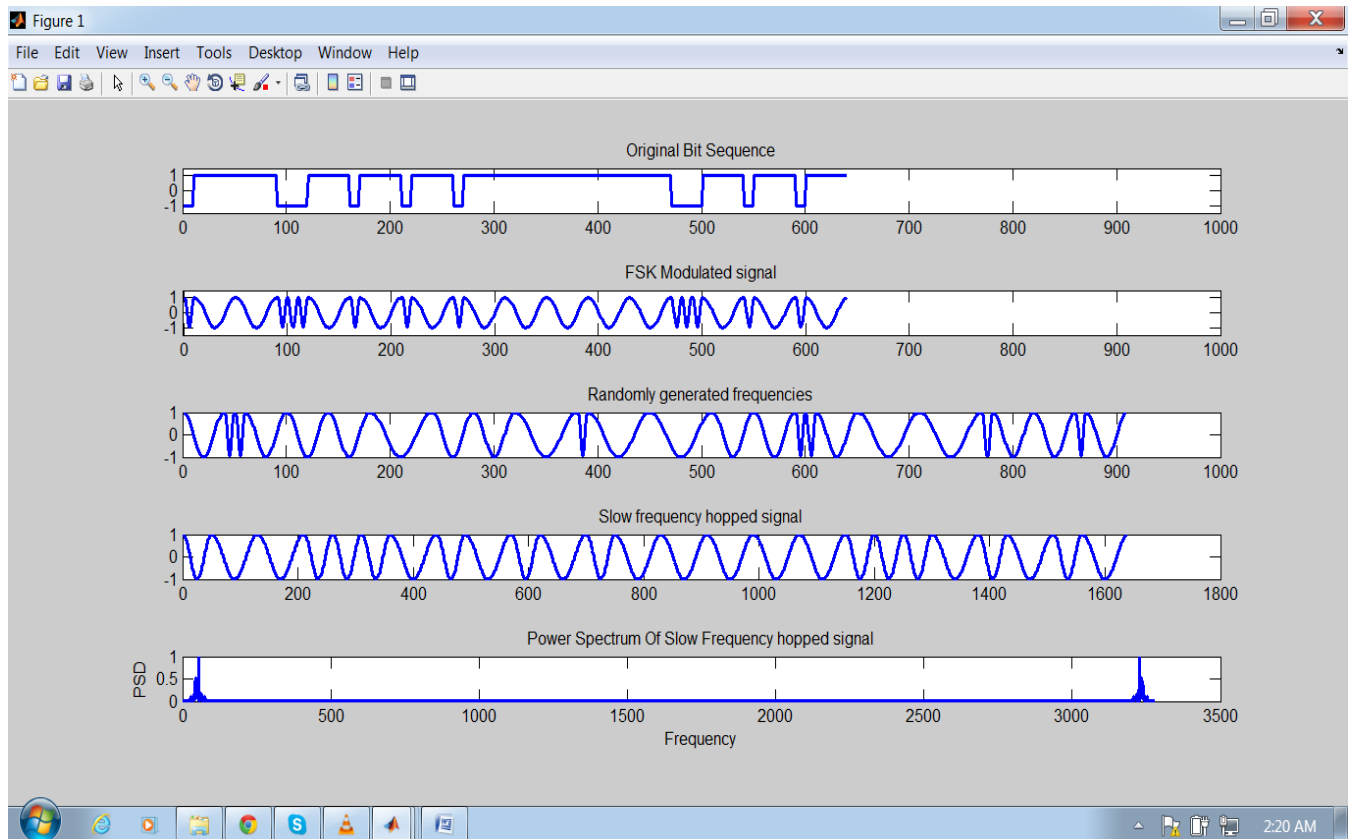 Figure 1
File Edit View Insert Tools Desktop Window Help
Original Bit Sequence
1
0
-1
0 100 200 300 400 500 600 700 800 900 1000
FSK Modulated signal
1
0
-1
0 100 200 300 400 500 600 700 800 900 1000
Randomly generated frequencies
1
0
-1
0 100 200 300 400 500 600 700 800 900 1000
Slow frequency hopped signal
1
0
-1
0 200 400 600 800 1000 1200 1400 1600 1800
Power Spectrum Of Slow Frequency hopped signal
PSD
1
0.5
0
0 500 1000 1500 2000 2500 3000 3500
Frequency
2:20 AM